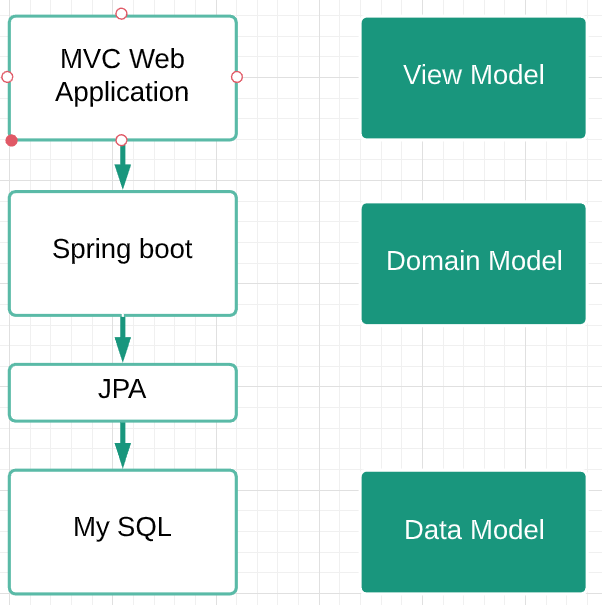 MVC Web
Application
View Model
Spring boot
Domain Model
JPA
My SQL
Data Model